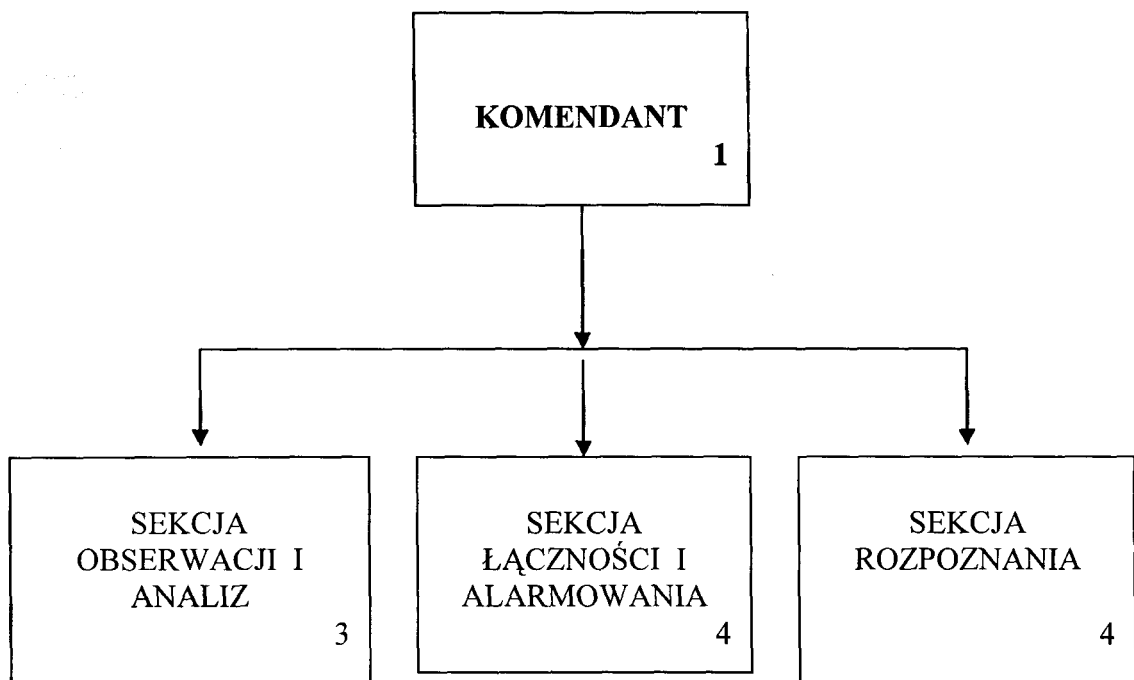 KOMENDANT
1
SEKCJA
OBSERWACJI I
ANALIZ
3
SEKCJA
ŁĄCZNOŚCI I
ALARMOWANIA
4
SEKCJA
ROZPOZNANIA
4